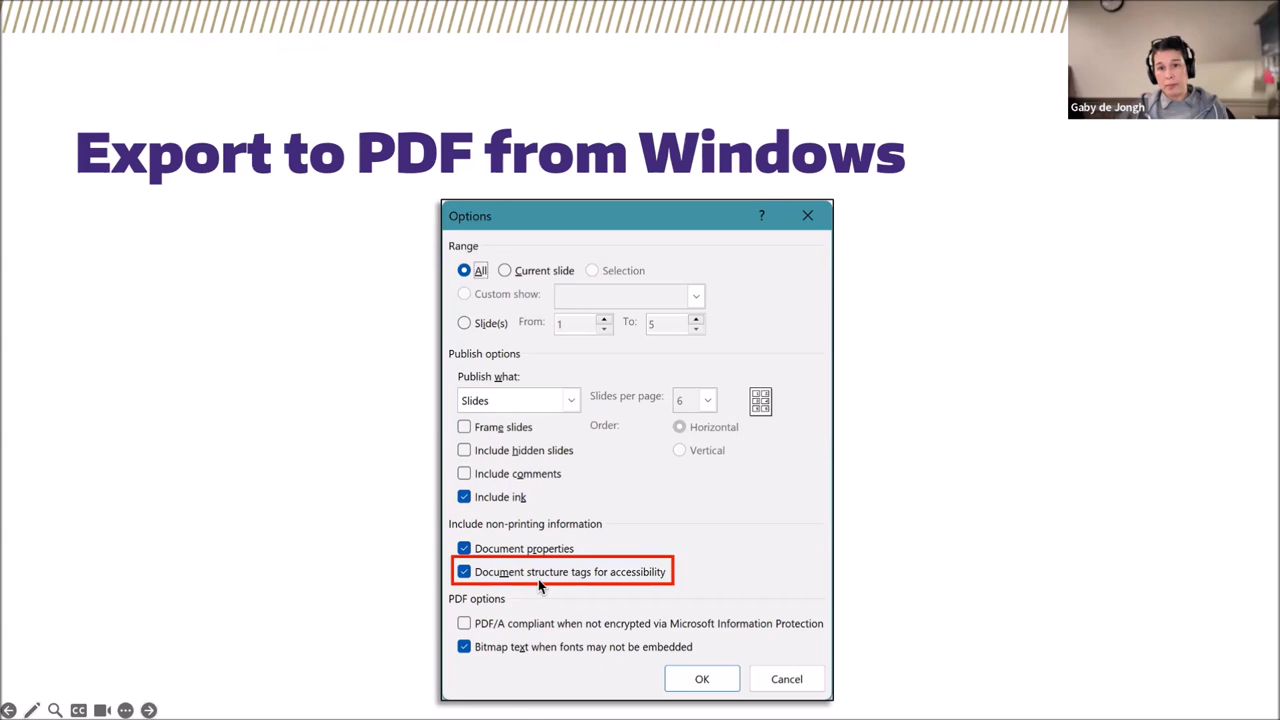 Gaby de Jongh
Export to PDF from Windows
Options ?
Range
All Current slide Selection
Custom show:
Slide(s) From: 1 To: 5
Publish options
Publish what:
Slides Slides per page: 6
Frame slides Order: Horizontal
Include hidden slides Vertical
Include comments
Include ink
Include non-printing information
Document properties
Document structure tags for accessibility
PDF options
PDF/A compliant when not encrypted via Microsoft Information Protection
Bitmap text when fonts may not be embedded
OK Cancel
CC